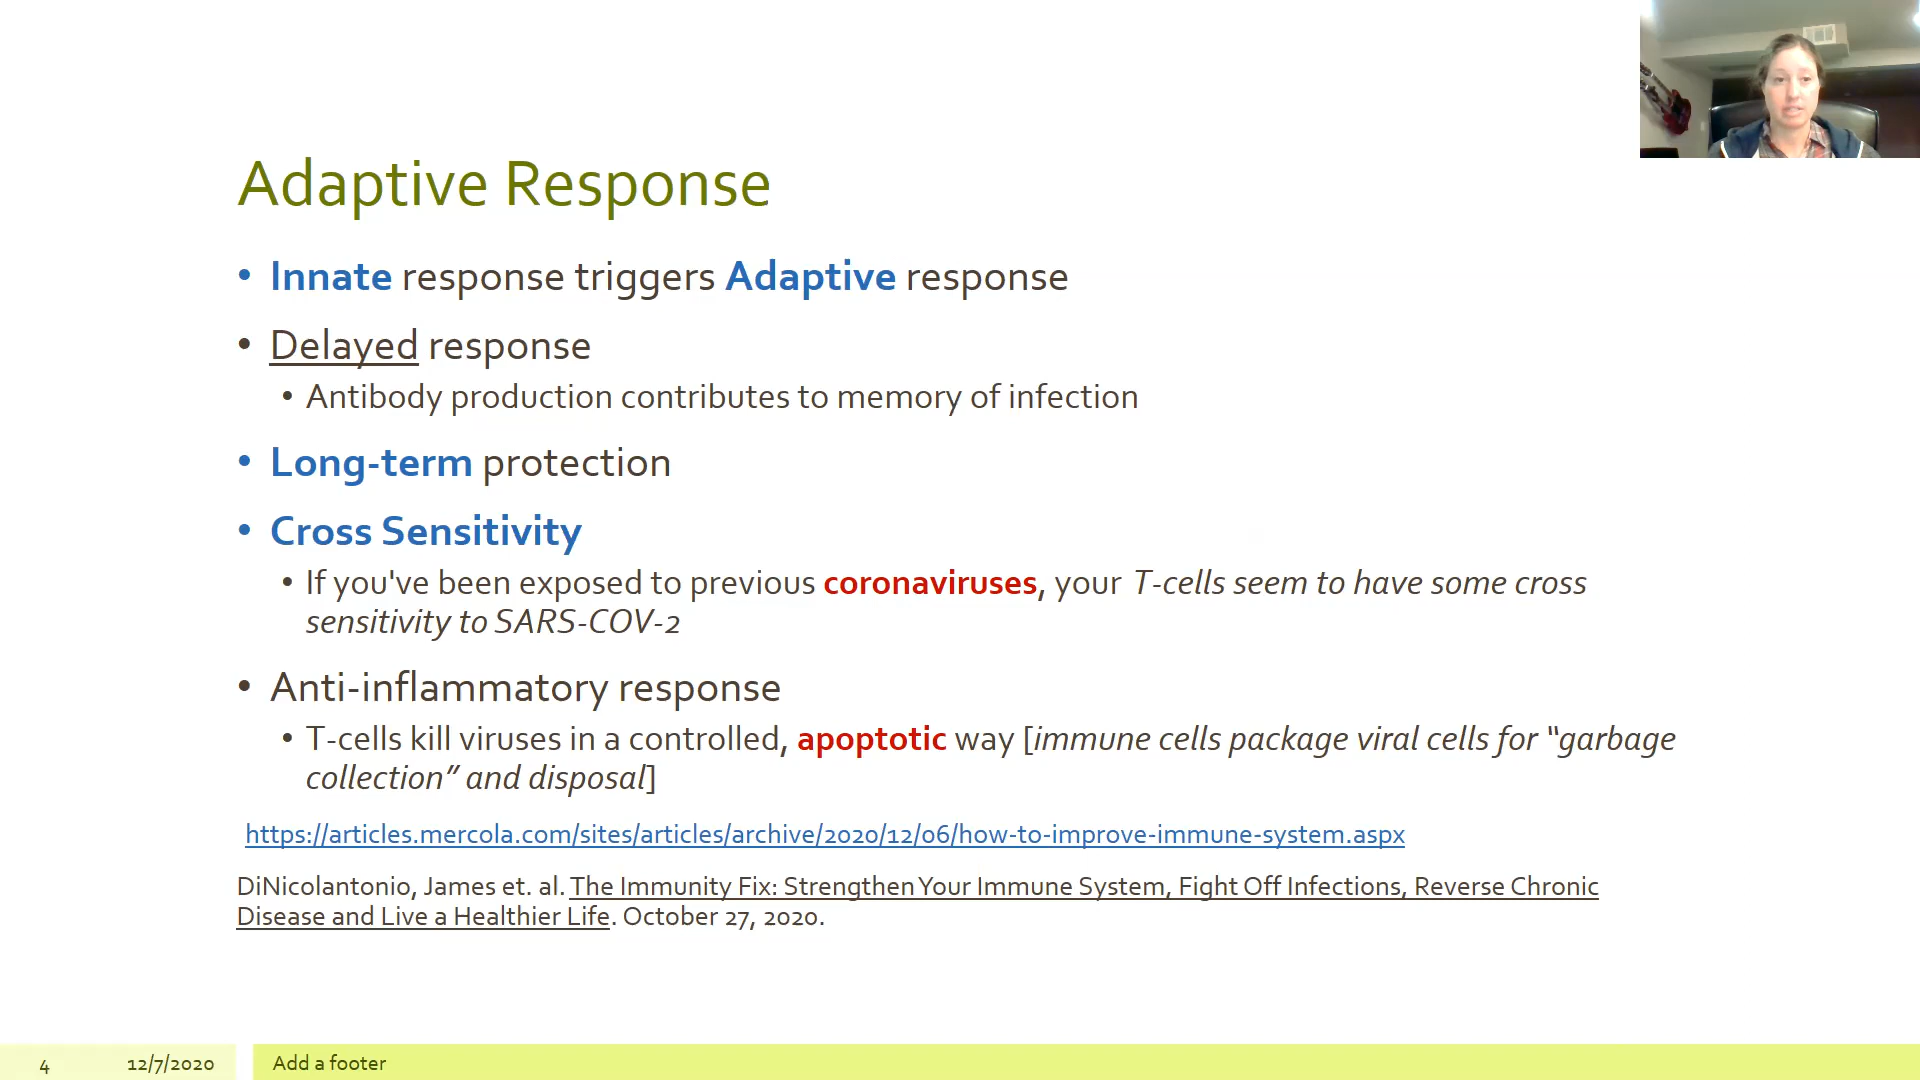 Adaptive Response
• Innate response triggers Adaptive response
• Delayed response
• Antibody production contributes to memory of infection
• Long-term protection
• Cross Sensitivity
• If you've been exposed to previous coronaviruses, your T-cells seem to have some cross
sensitivity to SARS-COV-2
• Anti-inflammatory response
• T-cells kill viruses in a controlled, apoptotic way [immune cells package viral cells for “garbage
collection” and disposal]
https://articles.mercola.com/sites/articles/archive/2020/12/06/how-to-improve-immune-system.aspx
DiNicolantonio, James et. al. The Immunity Fix: Strengthen Your Immune System, Fight Off Infections, Reverse Chronic
Disease and Live a Healthier Life. October 27, 2020.
4 12/7/2020 Add a footer